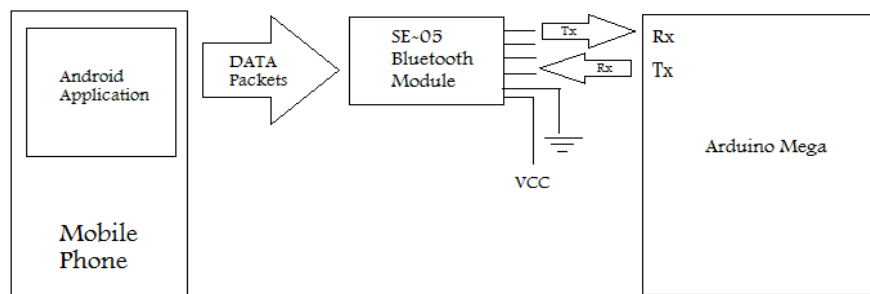 Android
Application
Mobile
Phone
DATA
Packets
SE-05
Bluetooth
Module
VCC
Tx
Rx
Rx
Tx
Arduino Mega